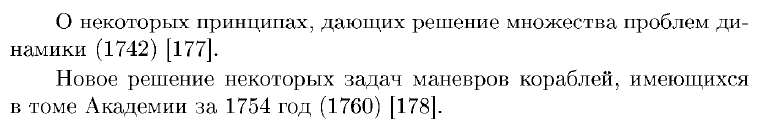 О некоторых принципах, дающих решение множества проблем ди-
намики (1742) [177].
Новое решение некоторых задач маневров кораблей, имеющихся
в томе Академии за 1754 год (1760) [178].